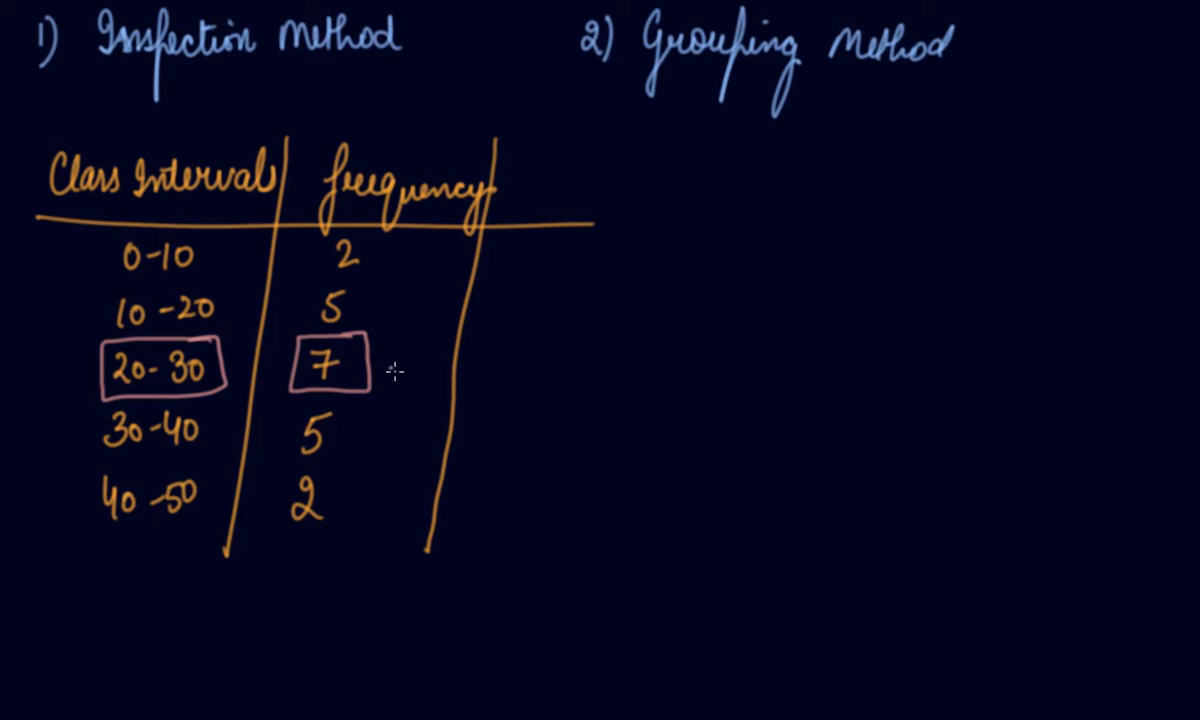 1) Inspection Method 2) Grouping Method
Class Intervals frequency
0-10 2
10-20 5
20-30 7
30-40 5
40-50 2